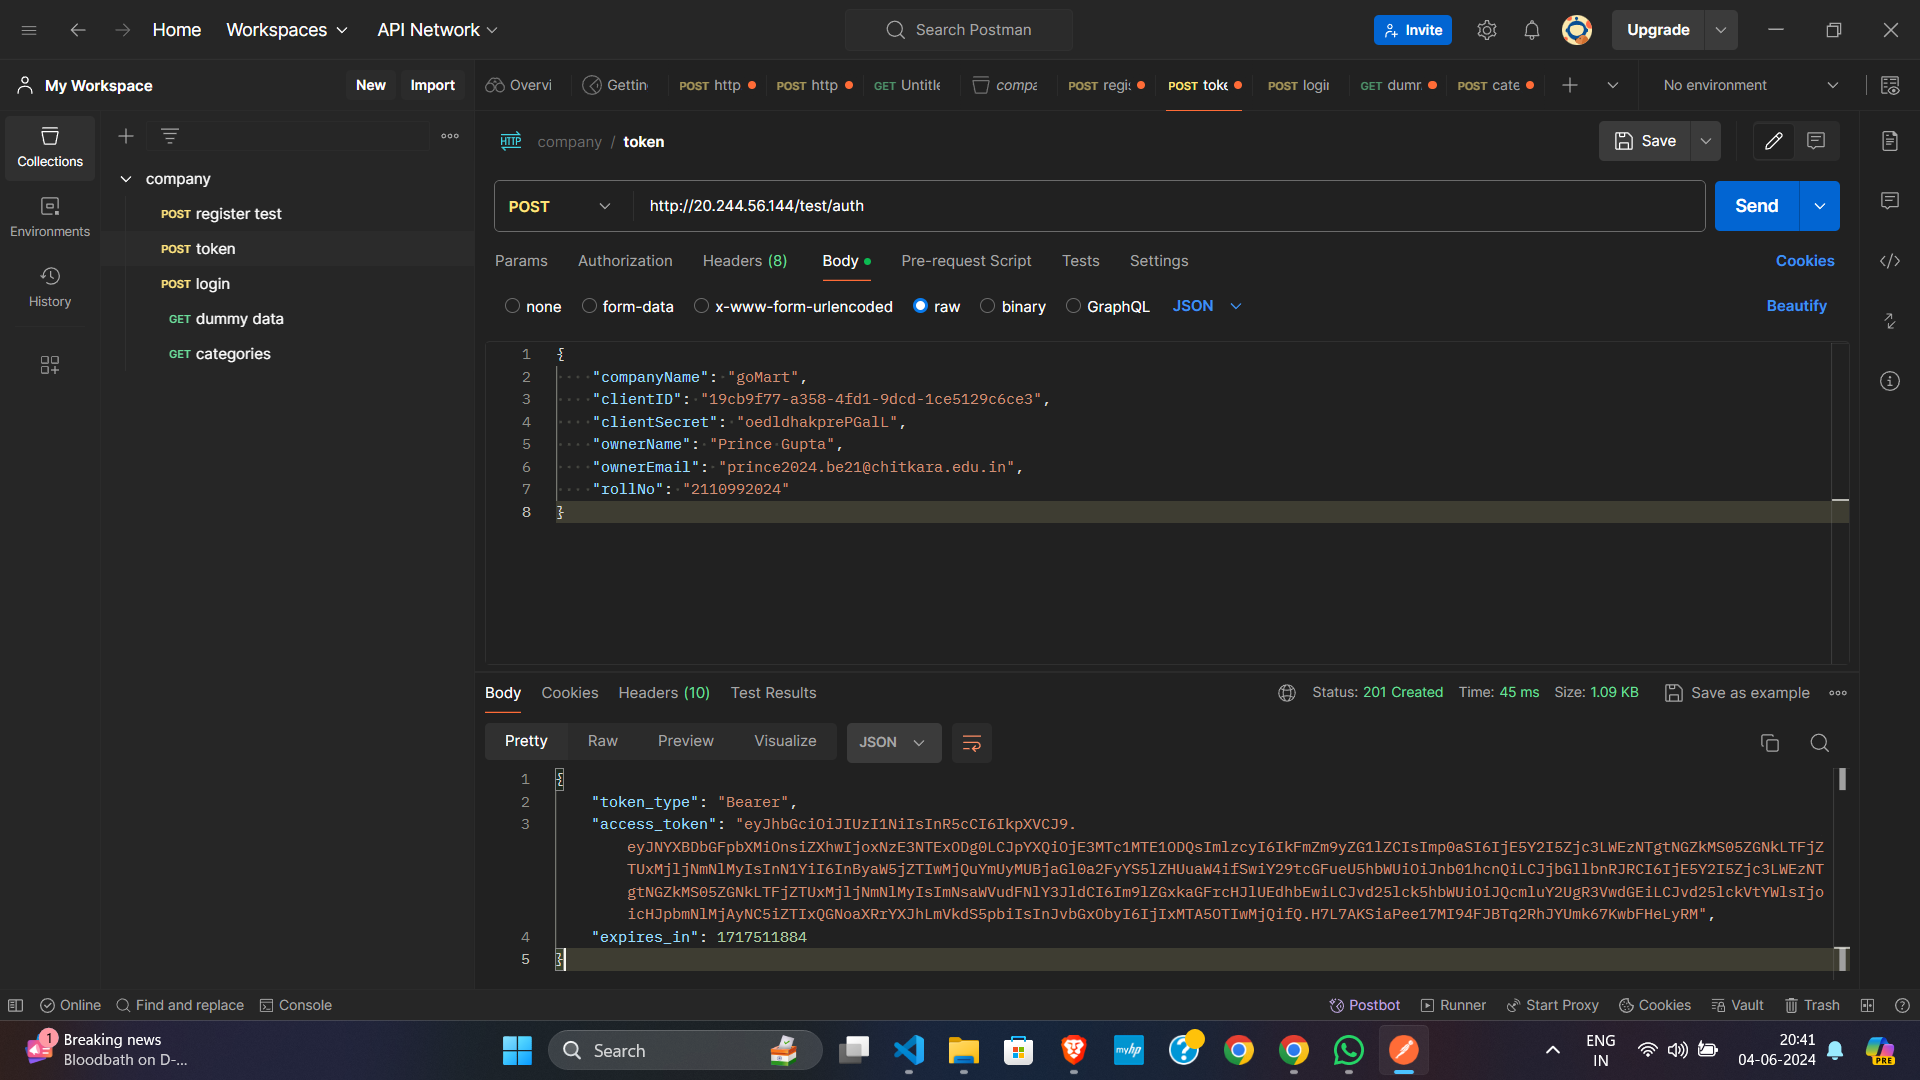 Home
Workspaces
API Network
Search Postman
Invite
Upgrade
My Workspace
New
Import
Overvi
Gettin
POST http
POST http
GET Untitle
compa
POST regis
POST toke
POST login
GET dumr
POST cate
No environment
Collections
Environments
History
company
POST register test
POST token
POST login
GET dummy data
GET categories
HTTP company / token
Save
POST http://20.244.56.144/test/auth
Send
Params Authorization Headers (8) Body Pre-request Script Tests Settings Cookies
none form-data x-www-form-urlencoded raw binary GraphQL JSON Beautify
1 {
2 "companyName": "goMart",
3 "clientID": "19cb9f77-a358-4fd1-9dcd-1ce5129c6ce3",
4 "clientSecret": "oedldhakprePGalL",
5 "ownerName": "Prince Gupta",
6 "ownerEmail": "prince2024.be21@chitkara.edu.in",
7 "rollNo": "2110992024"
8 }
Body Cookies Headers (10) Test Results Status: 201 Created Time: 45 ms Size: 1.09 KB Save as example
Pretty Raw Preview Visualize JSON
1 {
2 "token_type": "Bearer",
3 "access_token": "eyJhbGciOiJIUzI1NiIsInR5cCI6IkpXVCJ9.
eyJNYXBDbGFpbXMiOnsiZXhwIjoxNzE3NTExODg0LCJpYXQiOjE3MTc1MTE1ODQsImlzcyI6IkFmZm9yZG1lZCIsImp0aSI6IjE5Y2I5Zjc3LWEzNTgtNGZkMS05ZGNkLTFjZ
TUxMjljNmNlMyIsInN1YiI6InByaW5jZTIwMjQuYmUyMUBjaGl0a2FyYS5lZHUuaW4ifSwiY29tcGFueU5hbWUiOiJnb01hcnQiLCJjbGllbnRJRCI6IjE5Y2I5Zjc3LWEzNT
gtNGZkMS05ZGNkLTFjZTUxMjljNmNlMyIsImNsaWVudFNlY3JldCI6Im9lZGxkaGFrcHJlUEdhbEwiLCJvd25lck5hbWUiOiJQcmluY2UgR3VwdGEiLCJvd25lckVtYWlsIjo
icHJpbmNlMjAyNC5iZTIxQGNoaXRrYXJhLmVkdS5pbiIsInJvbGxObyI6IjIxMTA5OTIwMjQifQ.H7L7AKSiaPee17MI94FJBTq2RhJYUmk67KwbFHeLyRM",
4 "expires_in": 1717511884
5 }
Online
Find and replace
Console
Postbot
Runner
Start Proxy
Cookies
Vault
Trash
1
Breaking news
Bloodbath on D-...
Search
myhp
ENG
IN
20:41
04-06-2024
PRE